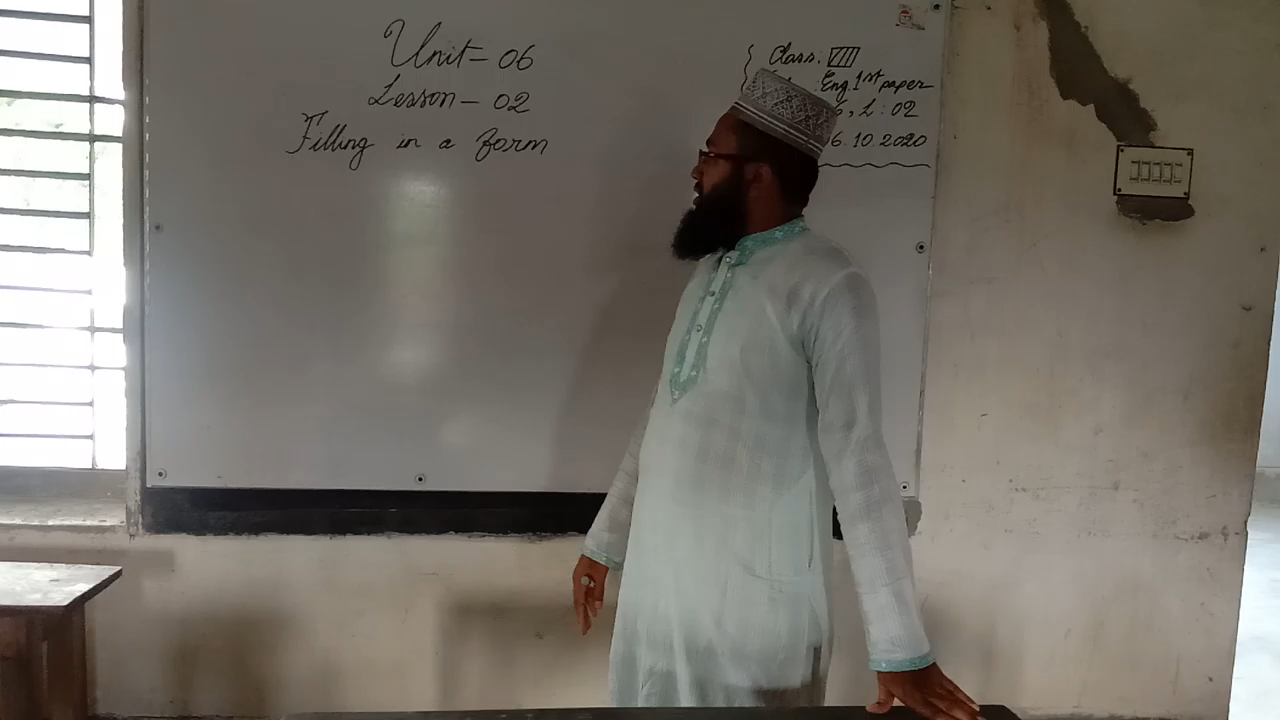 Unit - 06
Lesson - 02
Filling in a form
Class: VIII
Eng. 1st paper
6, L: 02
6.10.2020